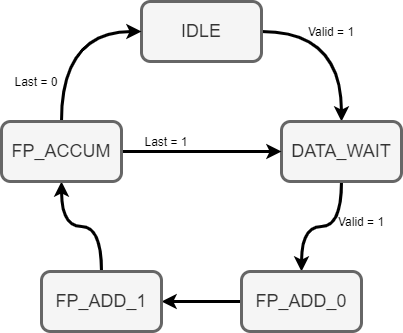 IDLE
Valid = 1
Last = 0
FP_ACCUM
Last = 1
DATA_WAIT
Valid = 1
FP_ADD_1
FP_ADD_0